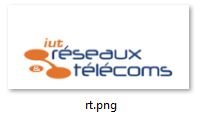 iut
réseaux
& télécoms
rt.png